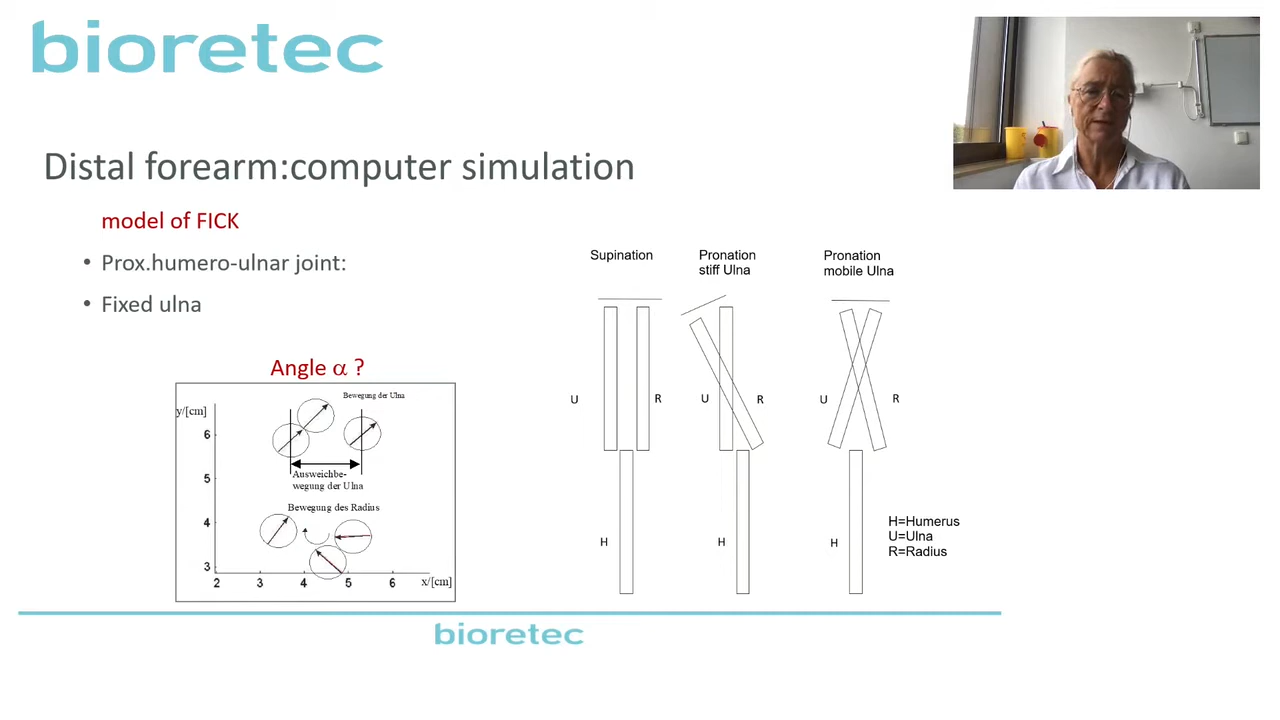 bioretec
Distal forearm:computer simulation
model of FICK
• Prox.humero-ulnar joint:
• Fixed ulna
Angle α ?
Bewegung der Ulna
y/[cm]
6
5
4
3
Ausweichbe-
wegung der Ulna
Bewegung des Radius
2 3 4 5 6 x/[cm]
Supination
Pronation
stiff Ulna
Pronation
mobile Ulna
U R U R U R
H H H
H=Humerus
U=Ulna
R=Radius
bioretec